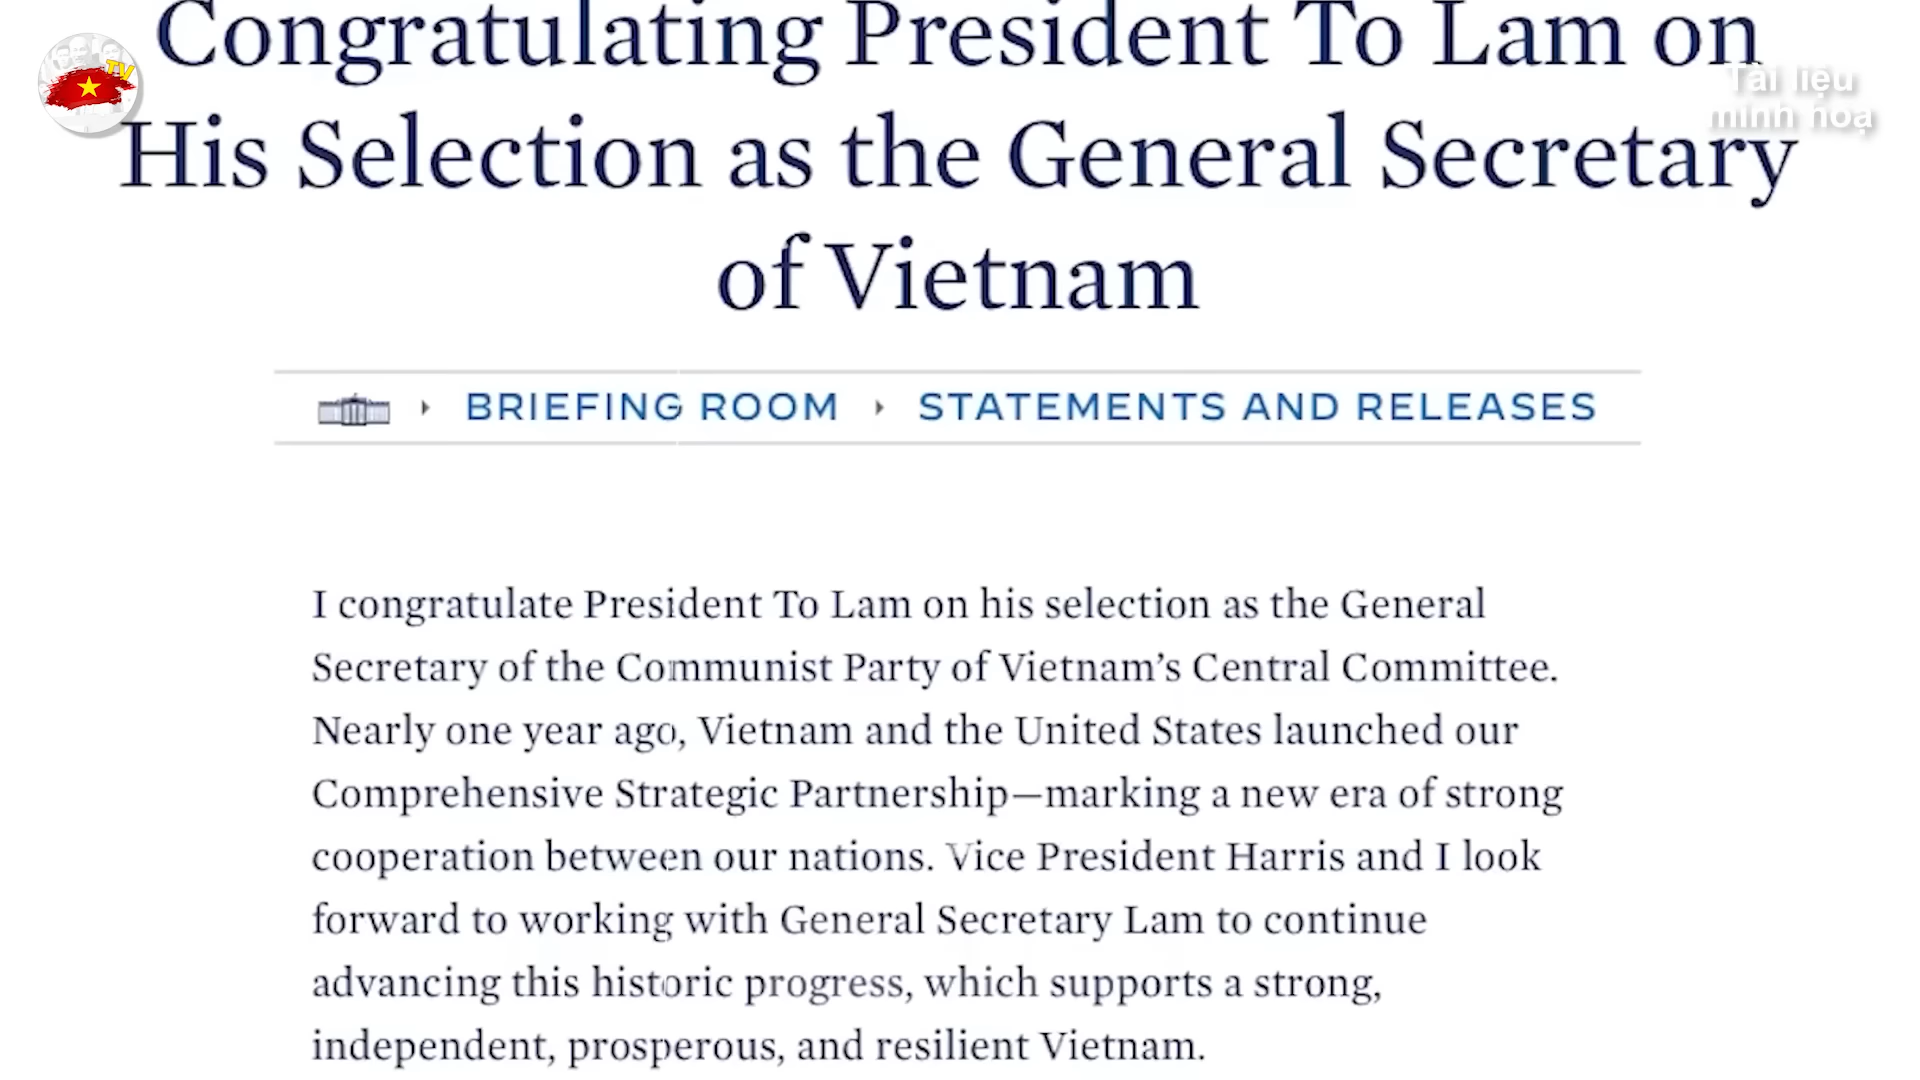 Congratulating President To Lam on
His Selection as the General Secretary
of Vietnam
TV
Tài liệu
minh hoạ
BRIEFING ROOM
STATEMENTS AND RELEASES
I congratulate President To Lam on his selection as the General
Secretary of the Communist Party of Vietnam’s Central Committee.
Nearly one year ago, Vietnam and the United States launched our
Comprehensive Strategic Partnership—marking a new era of strong
cooperation between our nations. Vice President Harris and I look
forward to working with General Secretary Lam to continue
advancing this historic progress, which supports a strong,
independent, prosperous, and resilient Vietnam.